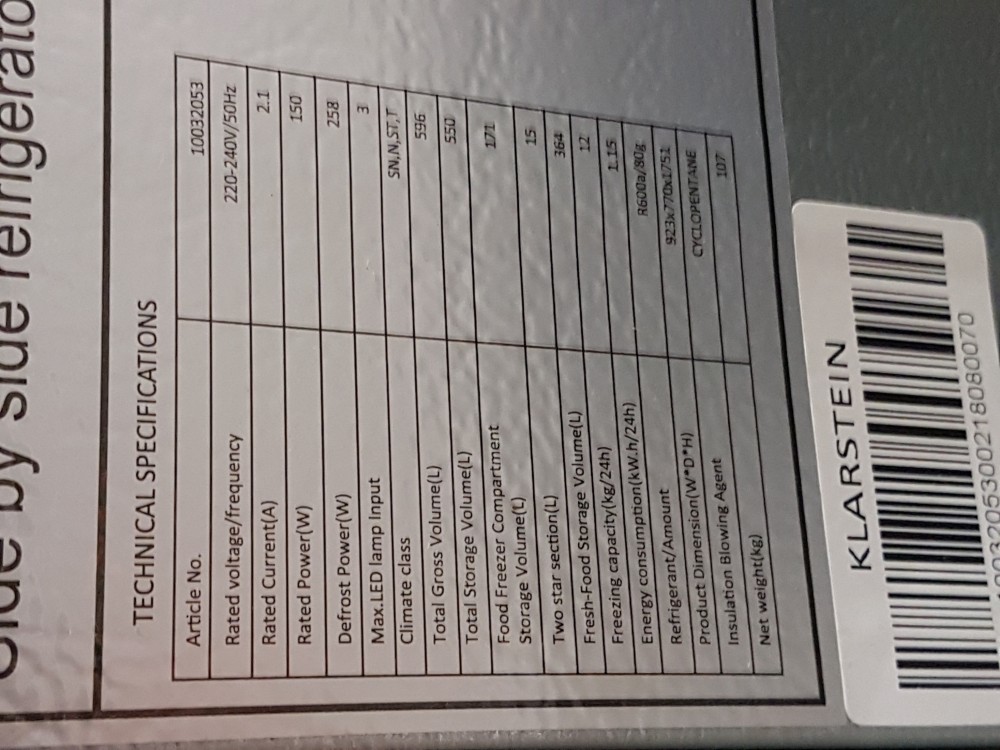 Side by side refrigerato
TECHNICAL SPECIFICATIONS
Article No. 10032053
Rated voltage/frequency 220-240V/50Hz
Rated Current(A) 2.1
Rated Power(W) 150
Defrost Power(W) 258
Max.LED lamp Input 3
Climate class SN,N,ST,T
Total Gross Volume(L) 596
Total Storage Volume(L) 550
Food Freezer Compartment
Storage Volume(L) 171
Two star section(L) 15
Fresh-Food Storage Volume(L) 364
Freezing capacity(kg/24h) 12
Energy consumption(kW.h/24h) 1.15
Refrigerant/Amount R600a/80g
Product Dimension(W*D*H) 923x770x1751
Insulation Blowing Agent CYCLOPENTANE
Net weight(kg) 107
KLARSTEIN